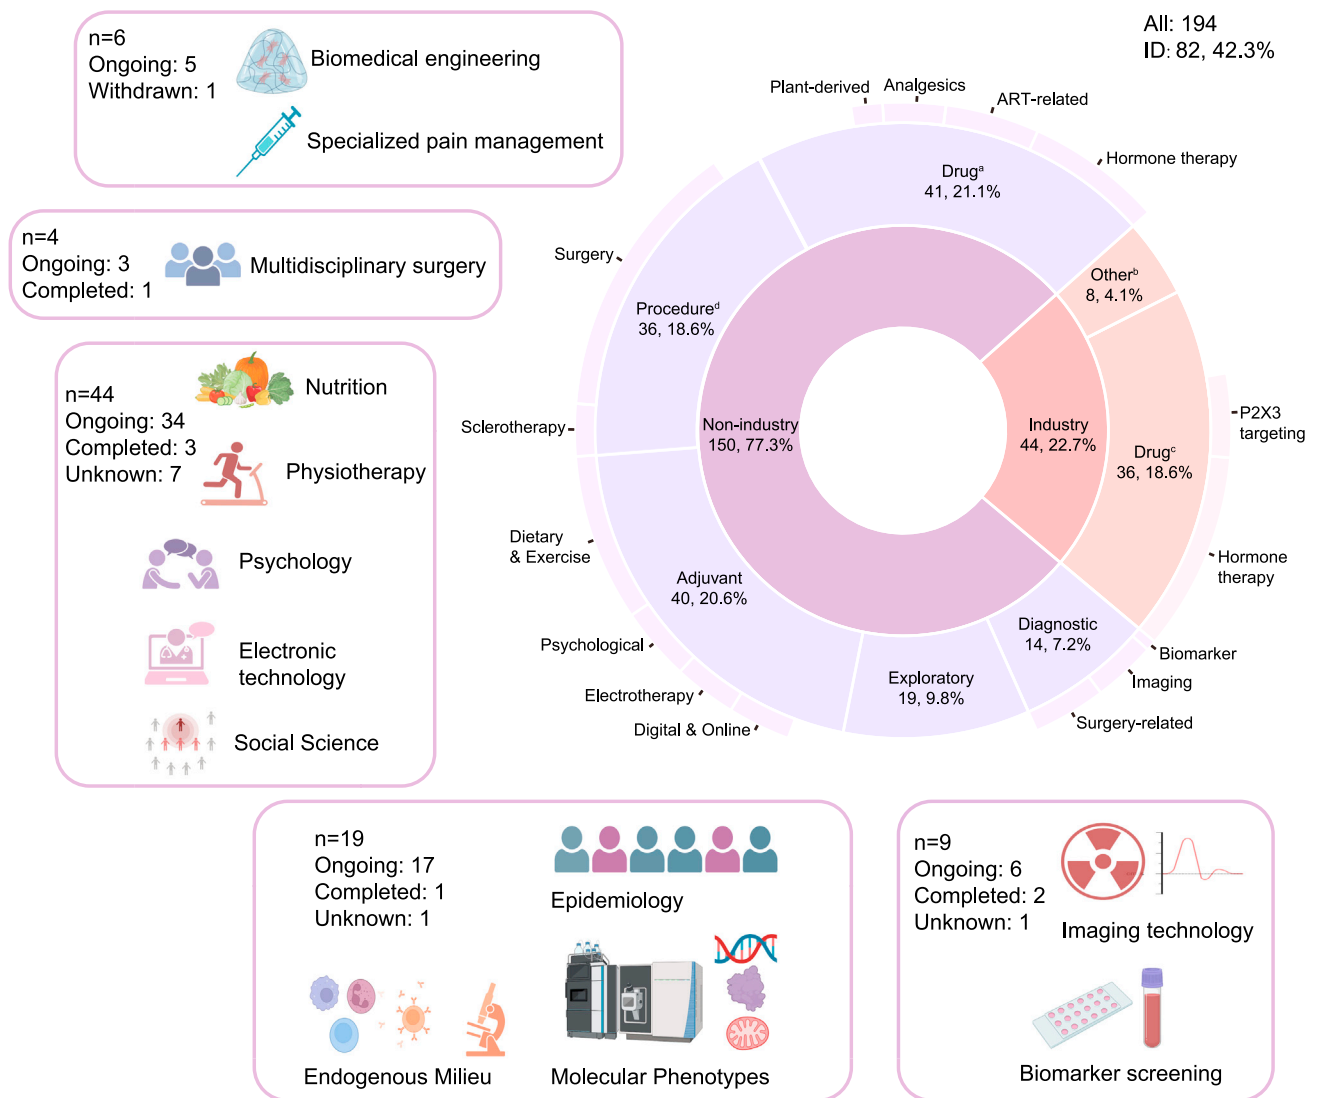 n=6
Ongoing: 5
Withdrawn: 1
Biomedical engineering
Specialized pain management
n=4
Ongoing: 3
Completed: 1
Multidisciplinary surgery
n=44
Ongoing: 34
Completed: 3
Unknown: 7
Nutrition
Physiotherapy
Psychology
Electronic
technology
Social Science
All: 194
ID: 82, 42.3%
Plant-derived
Analgesics
ART-related
Hormone therapy
Drugᵃ
41, 21.1%
Otherᵇ
8, 4.1%
Surgery
Procedureᵈ
36, 18.6%
Sclerotherapy
Non-industry
150, 77.3%
Industry
44, 22.7%
P2X3
targeting
Drugᶜ
36, 18.6%
Hormone
therapy
Dietary
& Exercise
Adjuvant
40, 20.6%
Psychological
Electrotherapy
Digital & Online
Exploratory
19, 9.8%
Diagnostic
14, 7.2%
Biomarker
Imaging
Surgery-related
n=19
Ongoing: 17
Completed: 1
Unknown: 1
Epidemiology
Endogenous Milieu
Molecular Phenotypes
n=9
Ongoing: 6
Completed: 2
Unknown: 1
Imaging technology
Biomarker screening